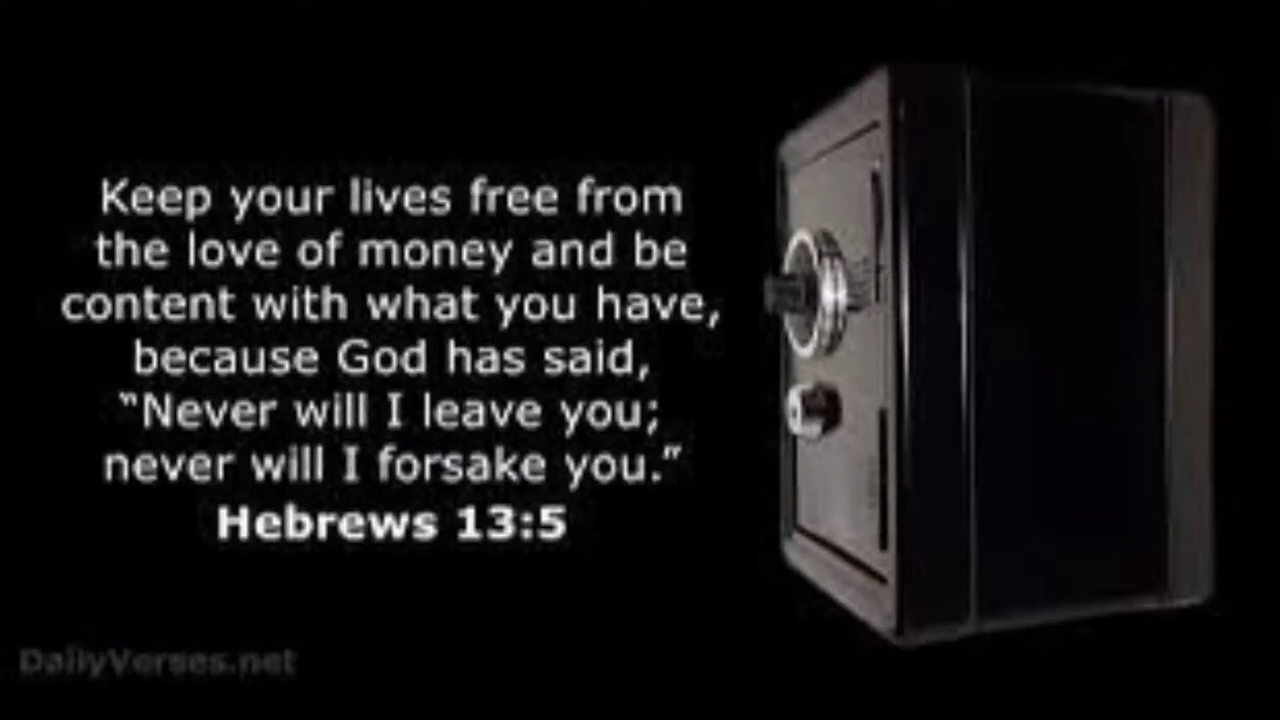 Keep your lives free from
the love of money and be
content with what you have,
because God has said,
“Never will I leave you;
never will I forsake you.”
Hebrews 13:5
DailyVerses.net